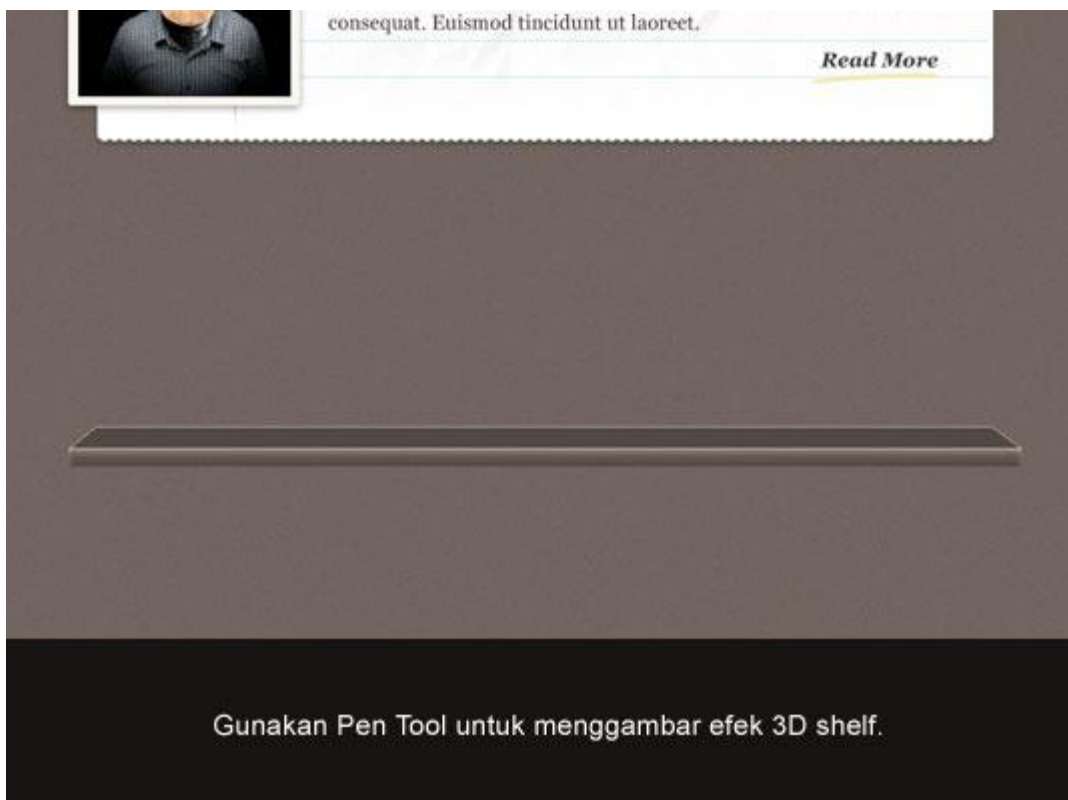 consequat. Euismod tincidunt ut laoreet.
Read More
Gunakan Pen Tool untuk menggambar efek 3D shelf.